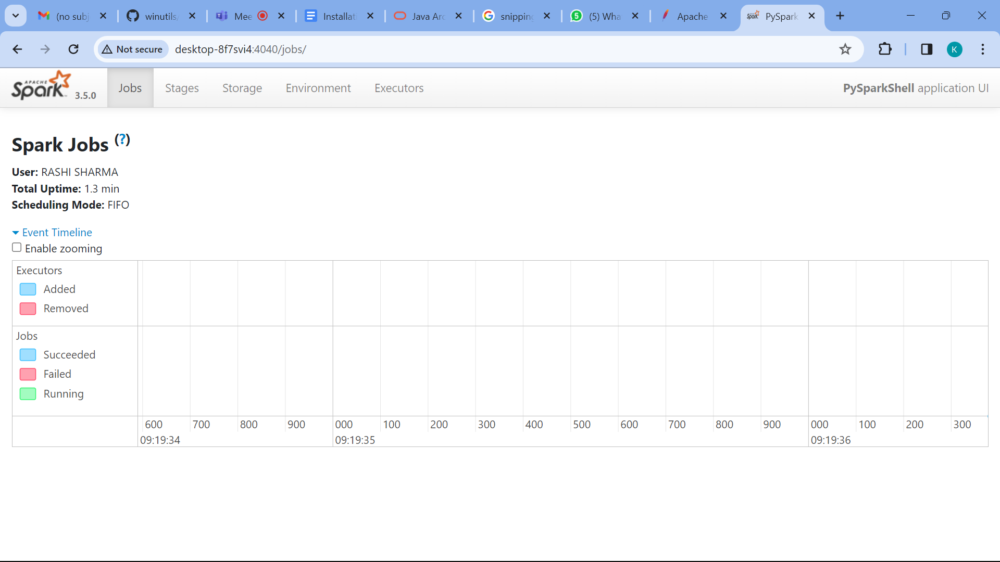 (no subj
winutils/
Mee
Installat
Java Arc
snipping
(5) Wha
Apache
PySpark
Not secure
desktop-8f7svi4:4040/jobs/
K
APACHE
Spark 3.5.0
Jobs
Stages
Storage
Environment
Executors
PySparkShell application UI
Spark Jobs (?)
User: RASHI SHARMA
Total Uptime: 1.3 min
Scheduling Mode: FIFO
Event Timeline
Enable zooming
Executors
Added
Removed
Jobs
Succeeded
Failed
Running
600 700 800 900 000 100 200 300 400 500 600 700 800 900 000 100 200 300
09:19:34 09:19:35 09:19:36